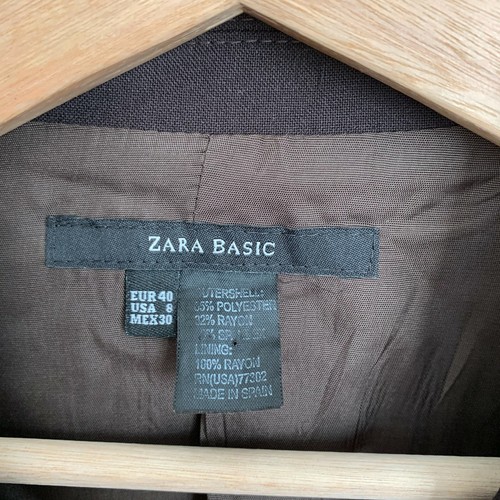 ZARA BASIC
EUR 40
USA 8
MEX 30
OUTERSHELL:
65% POLYESTER
32% RAYON
LINING:
100% RAYON
RN(USA)77302
MADE IN SPAIN